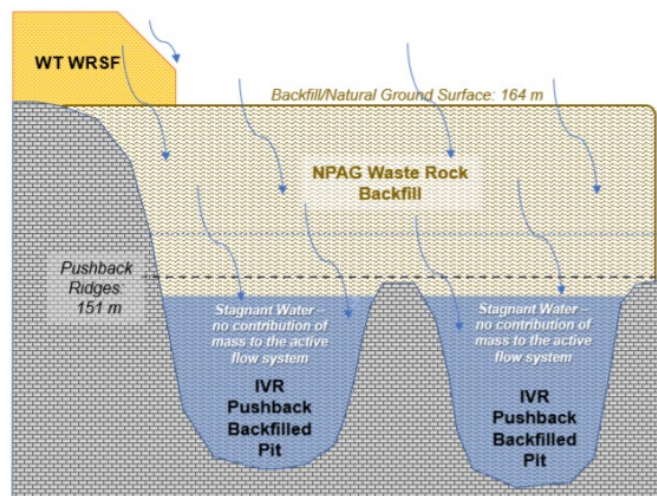 WT WRSF
Backfill/Natural Ground Surface: 164 m
NPAG Waste Rock
Backfill
Pushback
Ridges:
151 m
Stagnant Water –
no contribution of
mass to the active
flow system
IVR
Pushback
Backfilled
Pit
Stagnant Water –
no contribution of
mass to the active
flow system
IVR
Pushback
Backfilled
Pit